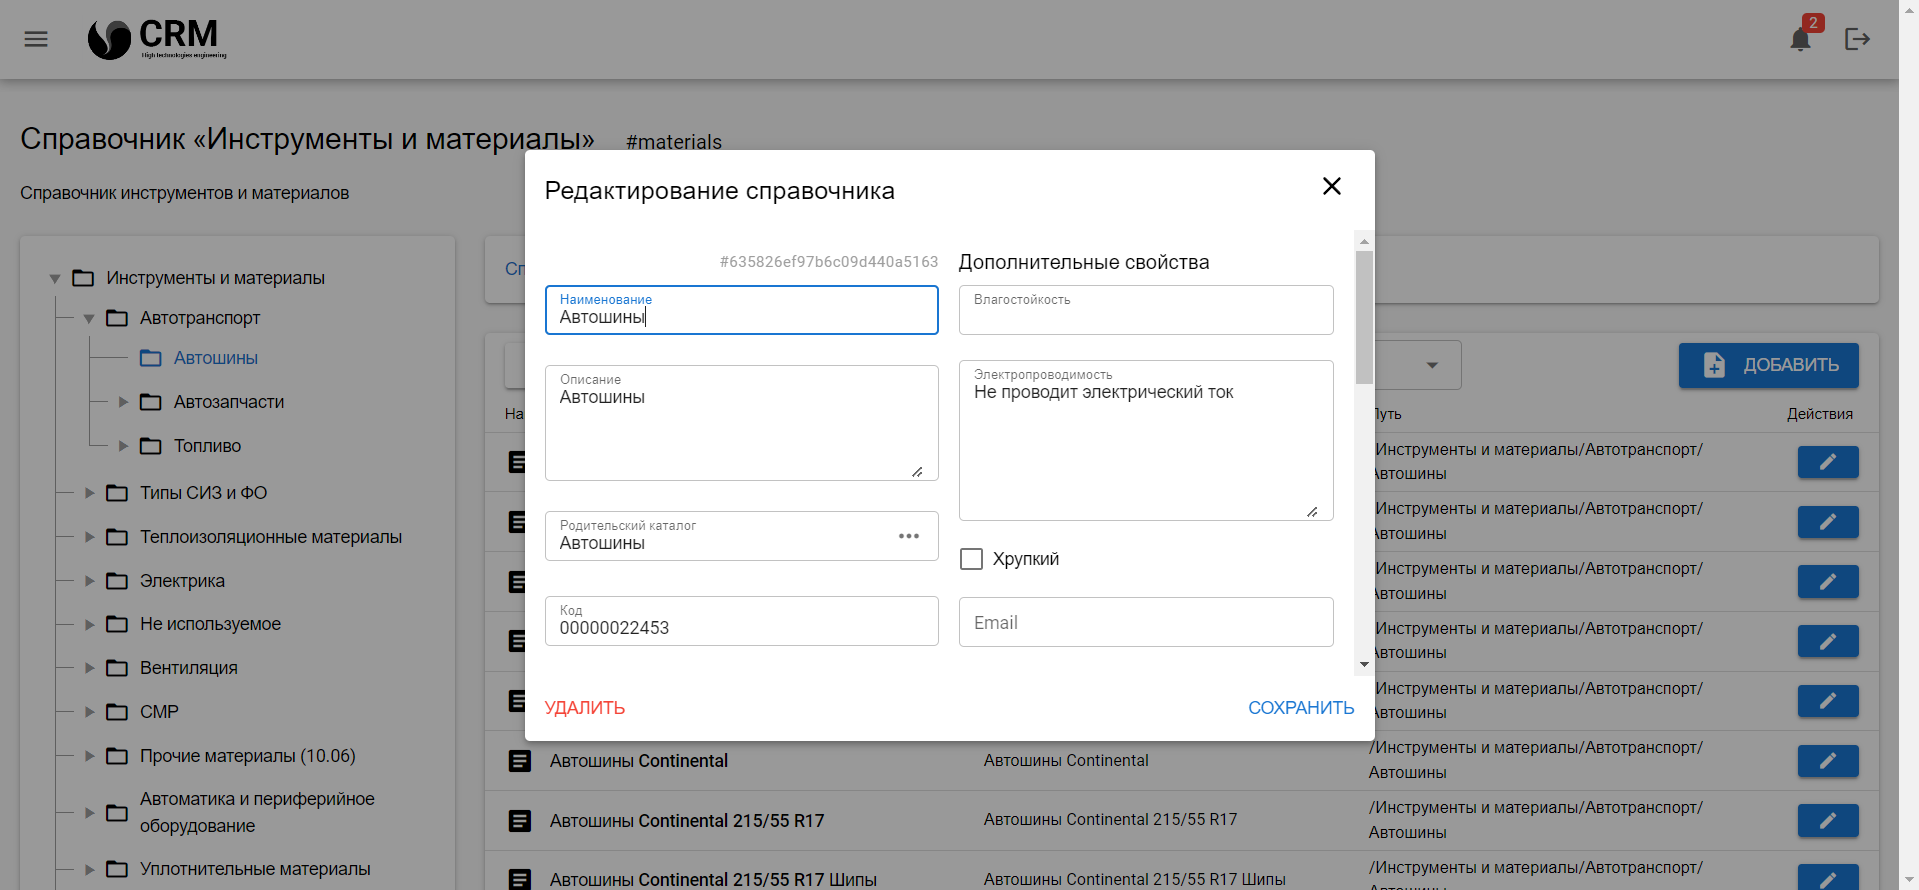 CRM
High technologies engineering
2
Справочник «Инструменты и материалы» #materials
Справочник инструментов и материалов
Инструменты и материалы
Автотранспорт
Автошины
Автозапчасти
Топливо
Типы СИЗ и ФО
Теплоизоляционные материалы
Электрика
Не используемое
Вентиляция
СМР
Прочие материалы (10.06)
Автоматика и периферийное
оборудование
Уплотнительные материалы
Редактирование справочника
#635826ef97b6c09d440a5163
Наименование
Автошины
Описание
Автошины
Родительский каталог
Автошины
Код
00000022453
Дополнительные свойства
Влагостойкость
Электропроводимость
Не проводит электрический ток
Хрупкий
Email
УДАЛИТЬ
СОХРАНИТЬ
ДОБАВИТЬ
Путь
Действия
/Инструменты и материалы/Автотранспорт/
Автошины
/Инструменты и материалы/Автотранспорт/
Автошины
/Инструменты и материалы/Автотранспорт/
Автошины
/Инструменты и материалы/Автотранспорт/
Автошины
/Инструменты и материалы/Автотранспорт/
Автошины
Автошины Continental
Автошины Continental
/Инструменты и материалы/Автотранспорт/
Автошины
Автошины Continental 215/55 R17
Автошины Continental 215/55 R17
/Инструменты и материалы/Автотранспорт/
Автошины
Автошины Continental 215/55 R17 Шипы
Автошины Continental 215/55 R17 Шипы
/Инструменты и материалы/Автотранспорт/